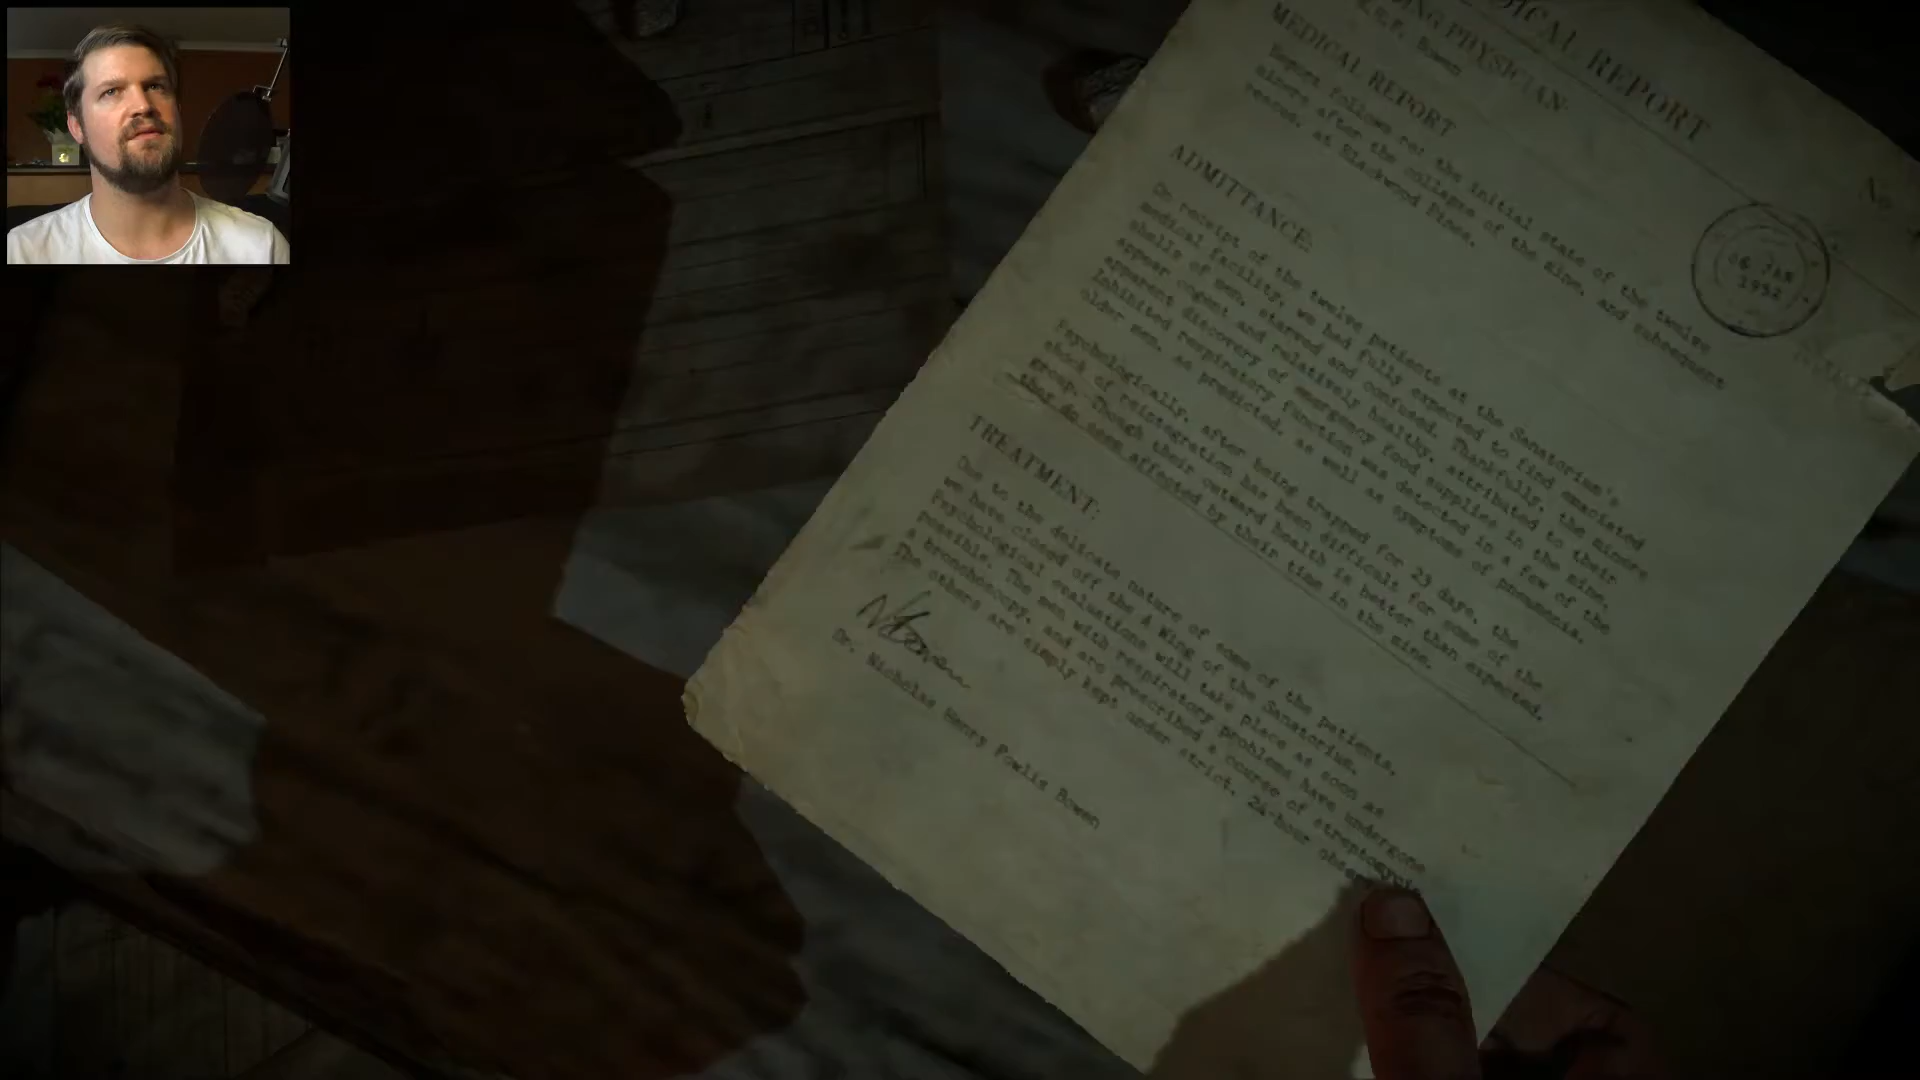 MEDICAL REPORT
PHYSICIAN:
Bowen
MEDICAL REPORT
Report follows re: the initial state of the twelve
miners after the collapse of the mine, and subsequent
rescue, at Blackwood Pines.
ADMITTANCE:
On receipt of the twelve patients at the Sanatorium's
medical facility, we had fully expected to find emaciated
shells of men, starved and confused. Thankfully, the miners
appear cogent and relatively healthy, attributed to their
apparent discovery of emergency food supplies in the mine.
Inhibited respiratory function was detected in a few of the
older men, as predicted, as well as symptoms of pneumonia.
Psychologically, after being trapped for 23 days, the
shock of reintegration has been difficult for some of the
group. Though their outward health is better than expected,
that do seem affected by their time in the mine.
TREATMENT:
Due to the delicate nature of some of the patients,
we have closed off the A Wing of the Sanatorium.
Psychological evaluations will take place as soon as
possible. The men with respiratory problems have undergone
a bronchoscopy, and are prescribed a course of
The others are simply kept under strict, 24-hour
Dr. Nicholas Henry Fowlis Bowen
No
06 JAN
1952